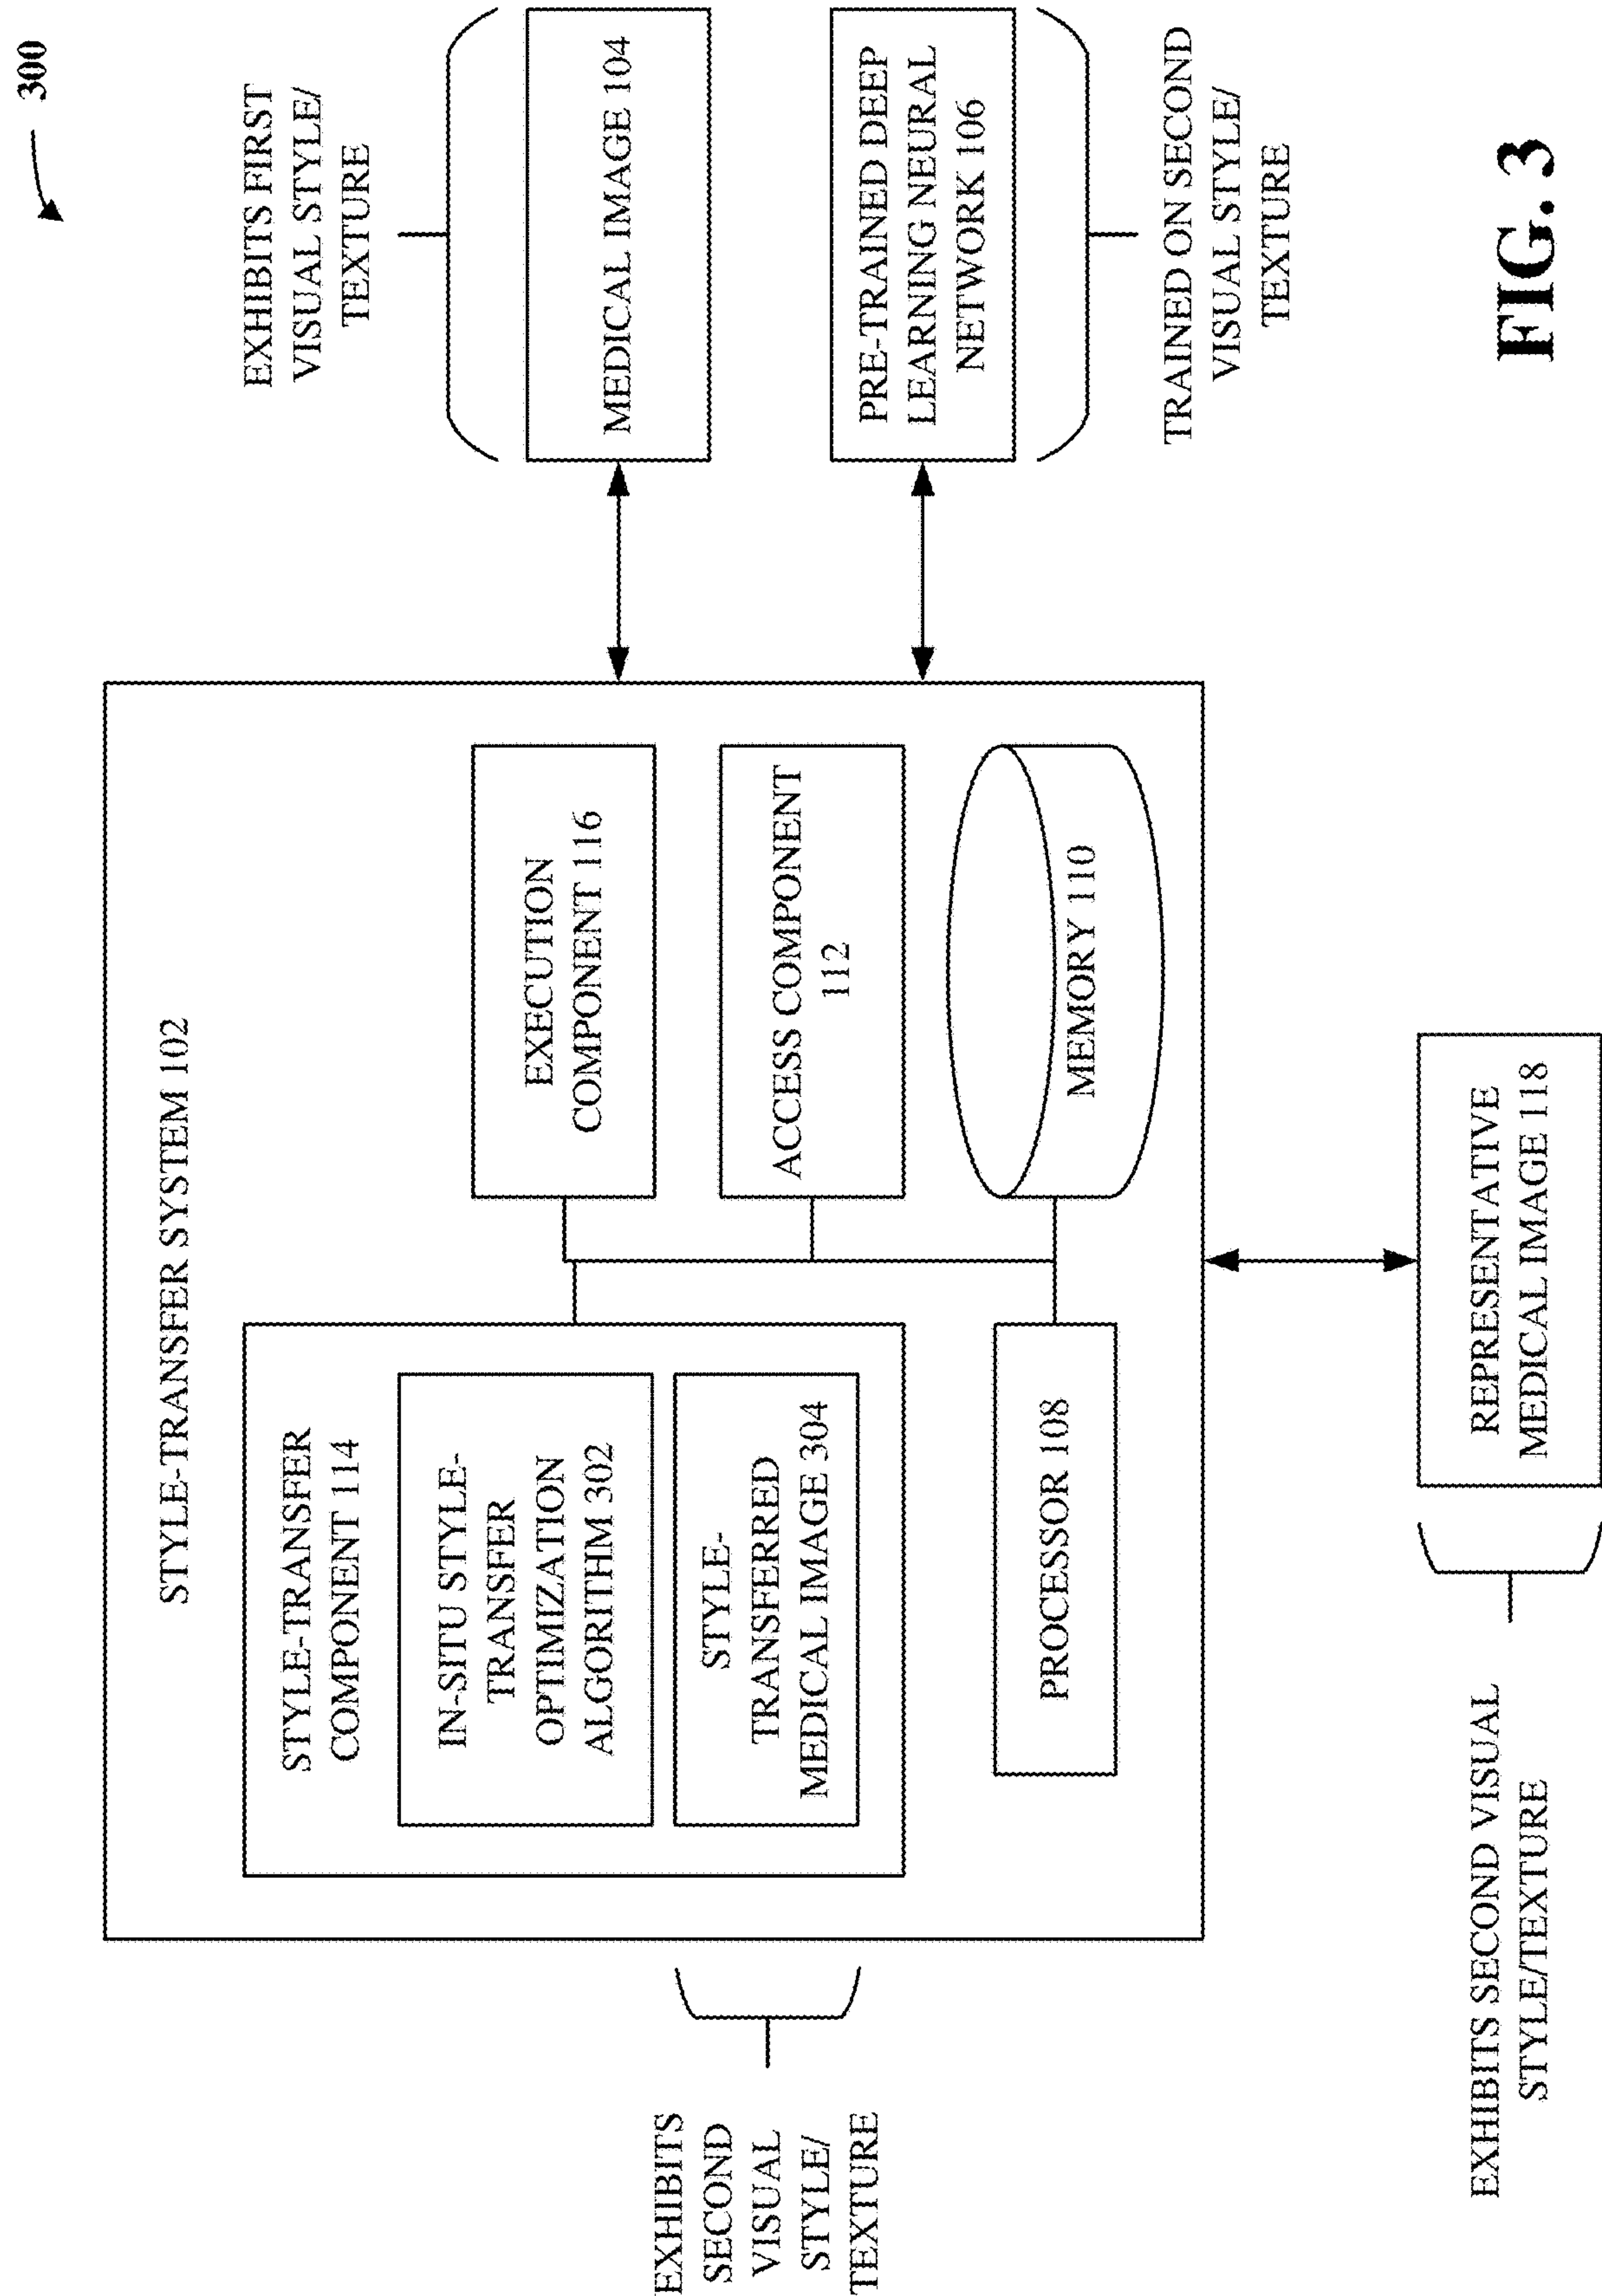 300
STYLE-TRANSFER SYSTEM 102
STYLE-TRANSFER
COMPONENT 114
IN-SITU STYLE-
TRANSFER
OPTIMIZATION
ALGORITHM 302
STYLE-
TRANSFERRED
MEDICAL IMAGE 304
PROCESSOR 108
EXECUTION
COMPONENT 116
ACCESS COMPONENT
112
MEMORY 110
EXHIBITS FIRST
VISUAL STYLE/
TEXTURE
MEDICAL IMAGE 104
PRE-TRAINED DEEP
LEARNING NEURAL
NETWORK 106
TRAINED ON SECOND
VISUAL STYLE/
TEXTURE
EXHIBITS
SECOND
VISUAL
STYLE/
TEXTURE
EXHIBITS SECOND VISUAL
STYLE/TEXTURE
REPRESENTATIVE
MEDICAL IMAGE 118
FIG. 3